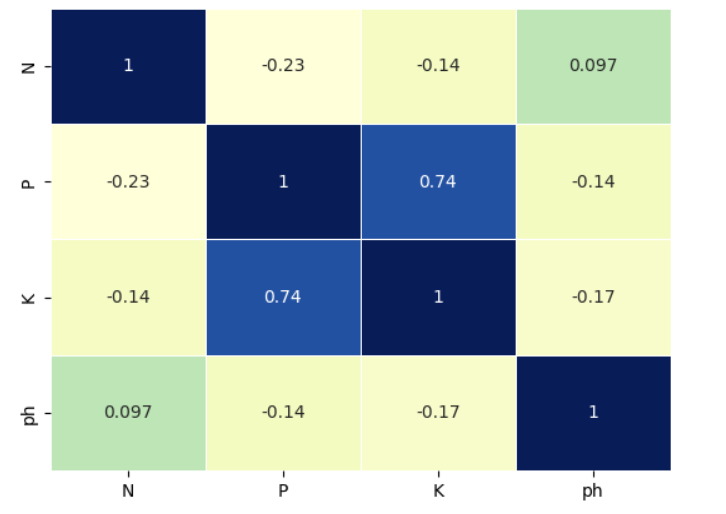 N 1 -0.23 -0.14 0.097
P -0.23 1 0.74 -0.14
K -0.14 0.74 1 -0.17
ph 0.097 -0.14 -0.17 1
N P K ph